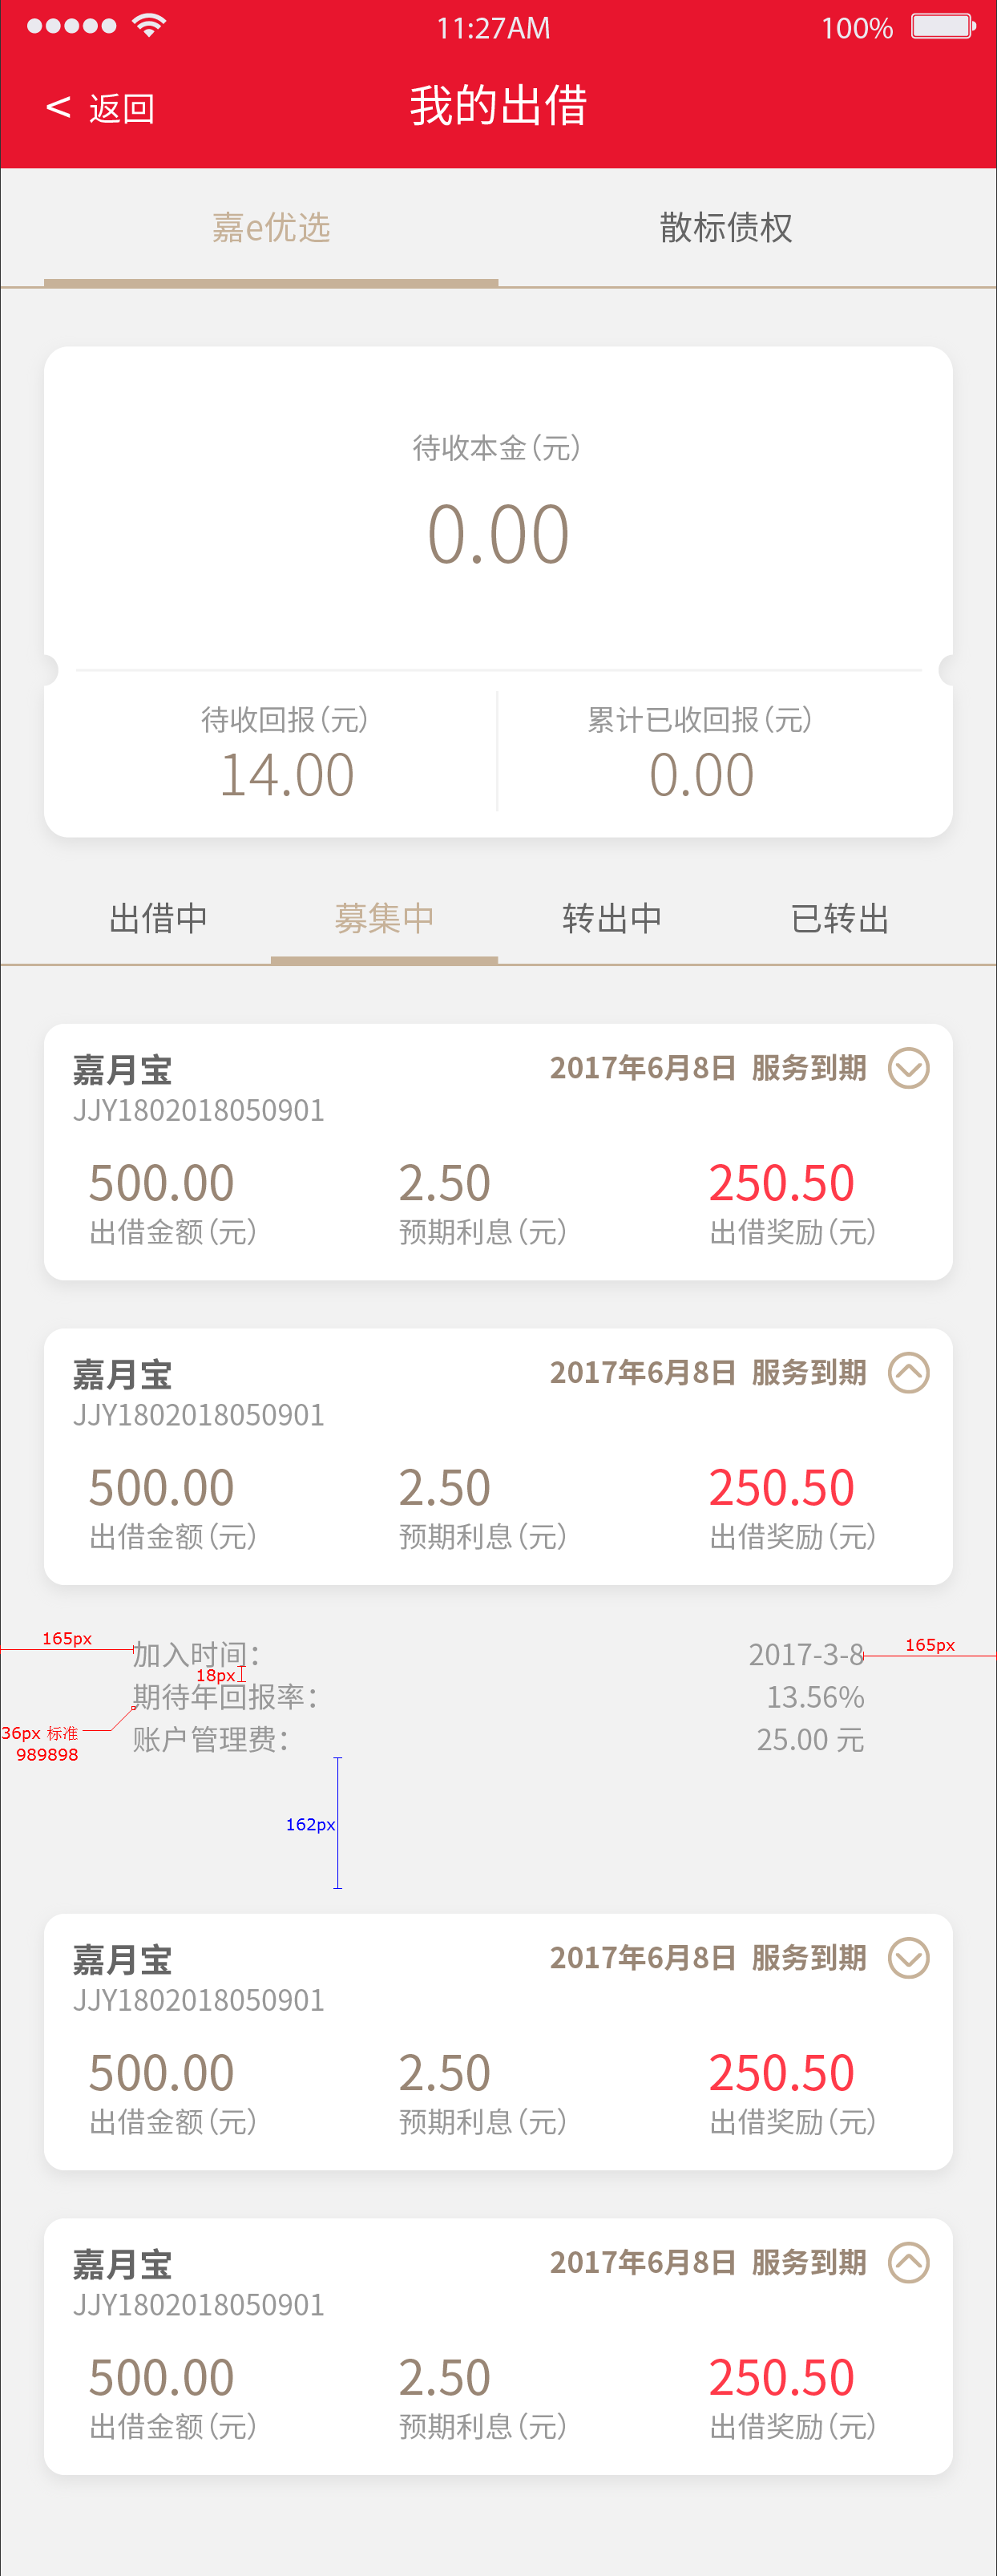 11:27AM 100%
< 返回 我的出借
嘉e优选 散标债权
待收本金(元)
0.00
待收回报(元) 累计已收回报(元)
14.00 0.00
出借中 募集中 转出中 已转出
嘉月宝 2017年6月8日 服务到期
JJY1802018050901
500.00 2.50 250.50
出借金额(元) 预期利息(元) 出借奖励(元)
嘉月宝 2017年6月8日 服务到期
JJY1802018050901
500.00 2.50 250.50
出借金额(元) 预期利息(元) 出借奖励(元)
165px 165px
加入时间: 2017-3-8
18px
期待年回报率: 13.56%
36px 标准
989898
账户管理费: 25.00 元
162px
嘉月宝 2017年6月8日 服务到期
JJY1802018050901
500.00 2.50 250.50
出借金额(元) 预期利息(元) 出借奖励(元)
嘉月宝 2017年6月8日 服务到期
JJY1802018050901
500.00 2.50 250.50
出借金额(元) 预期利息(元) 出借奖励(元)